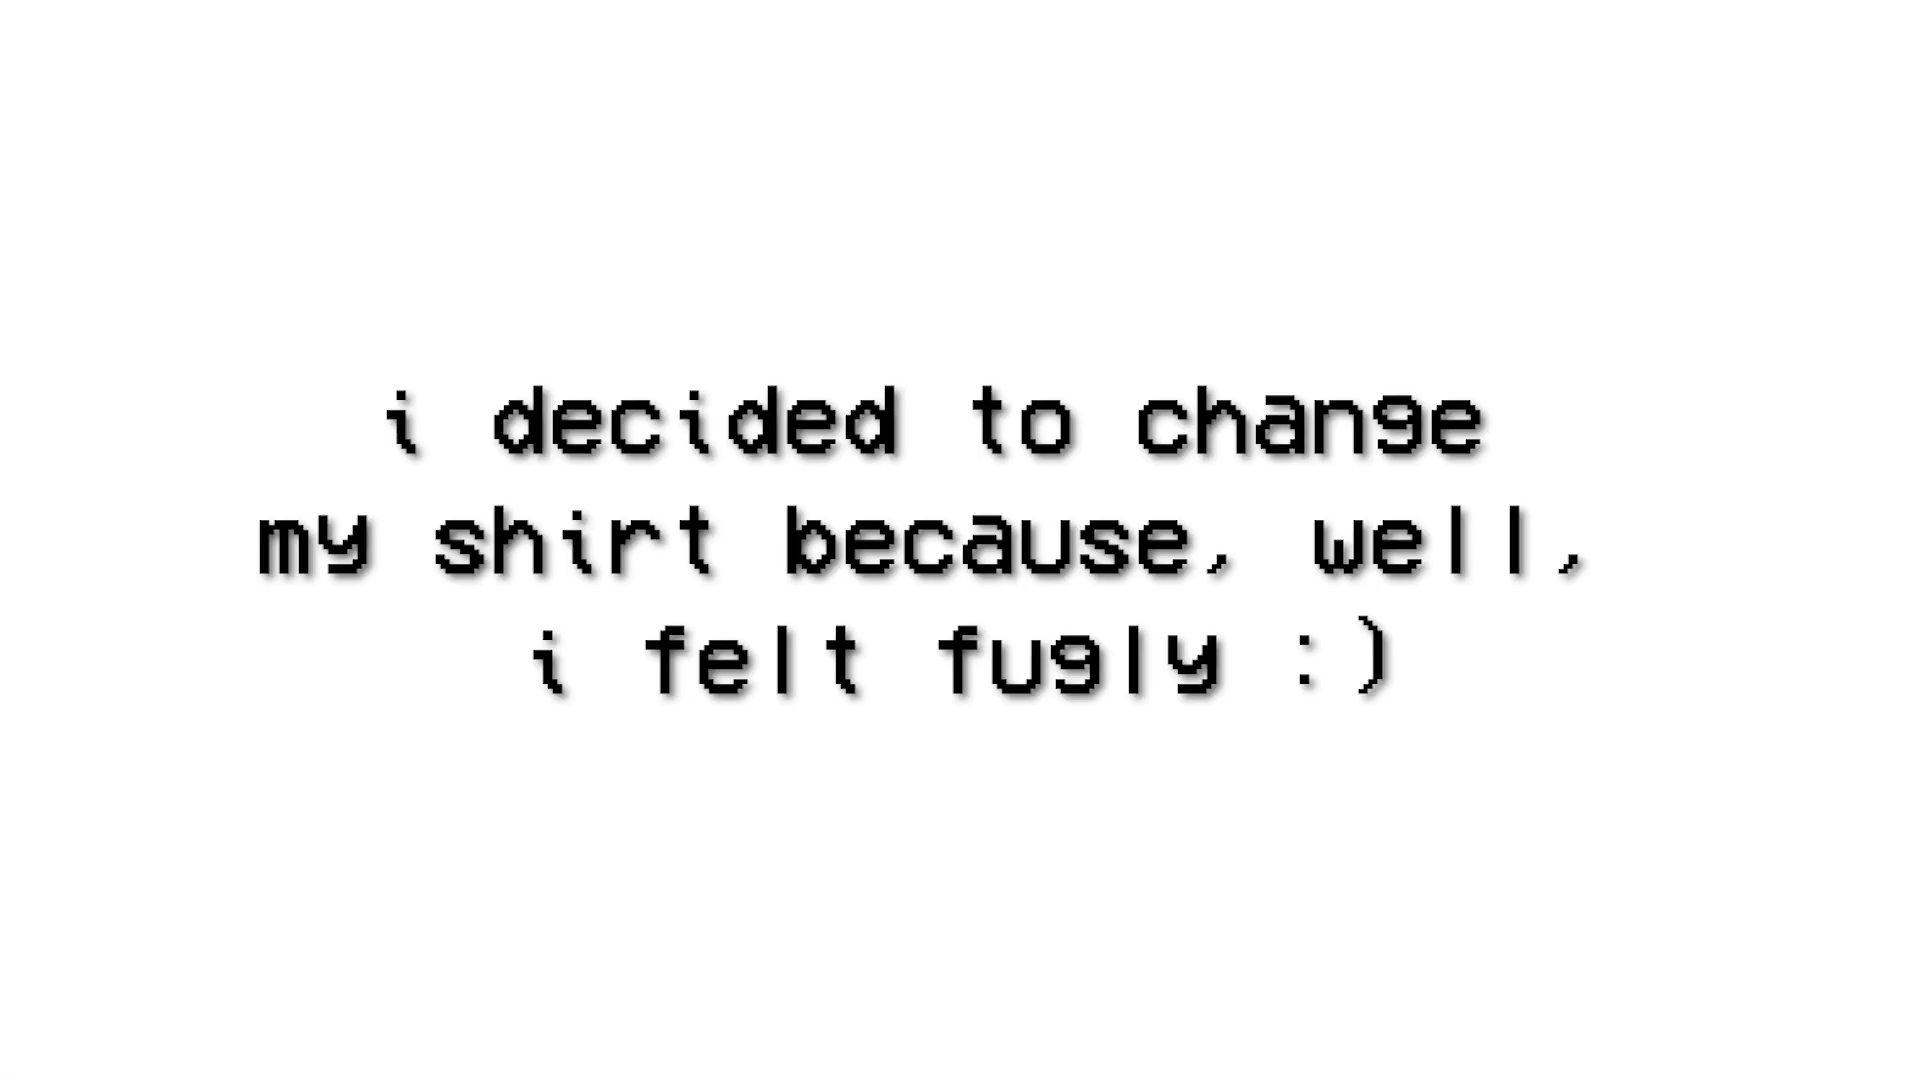 i decided to change
my shirt because, well,
i felt fugly :)